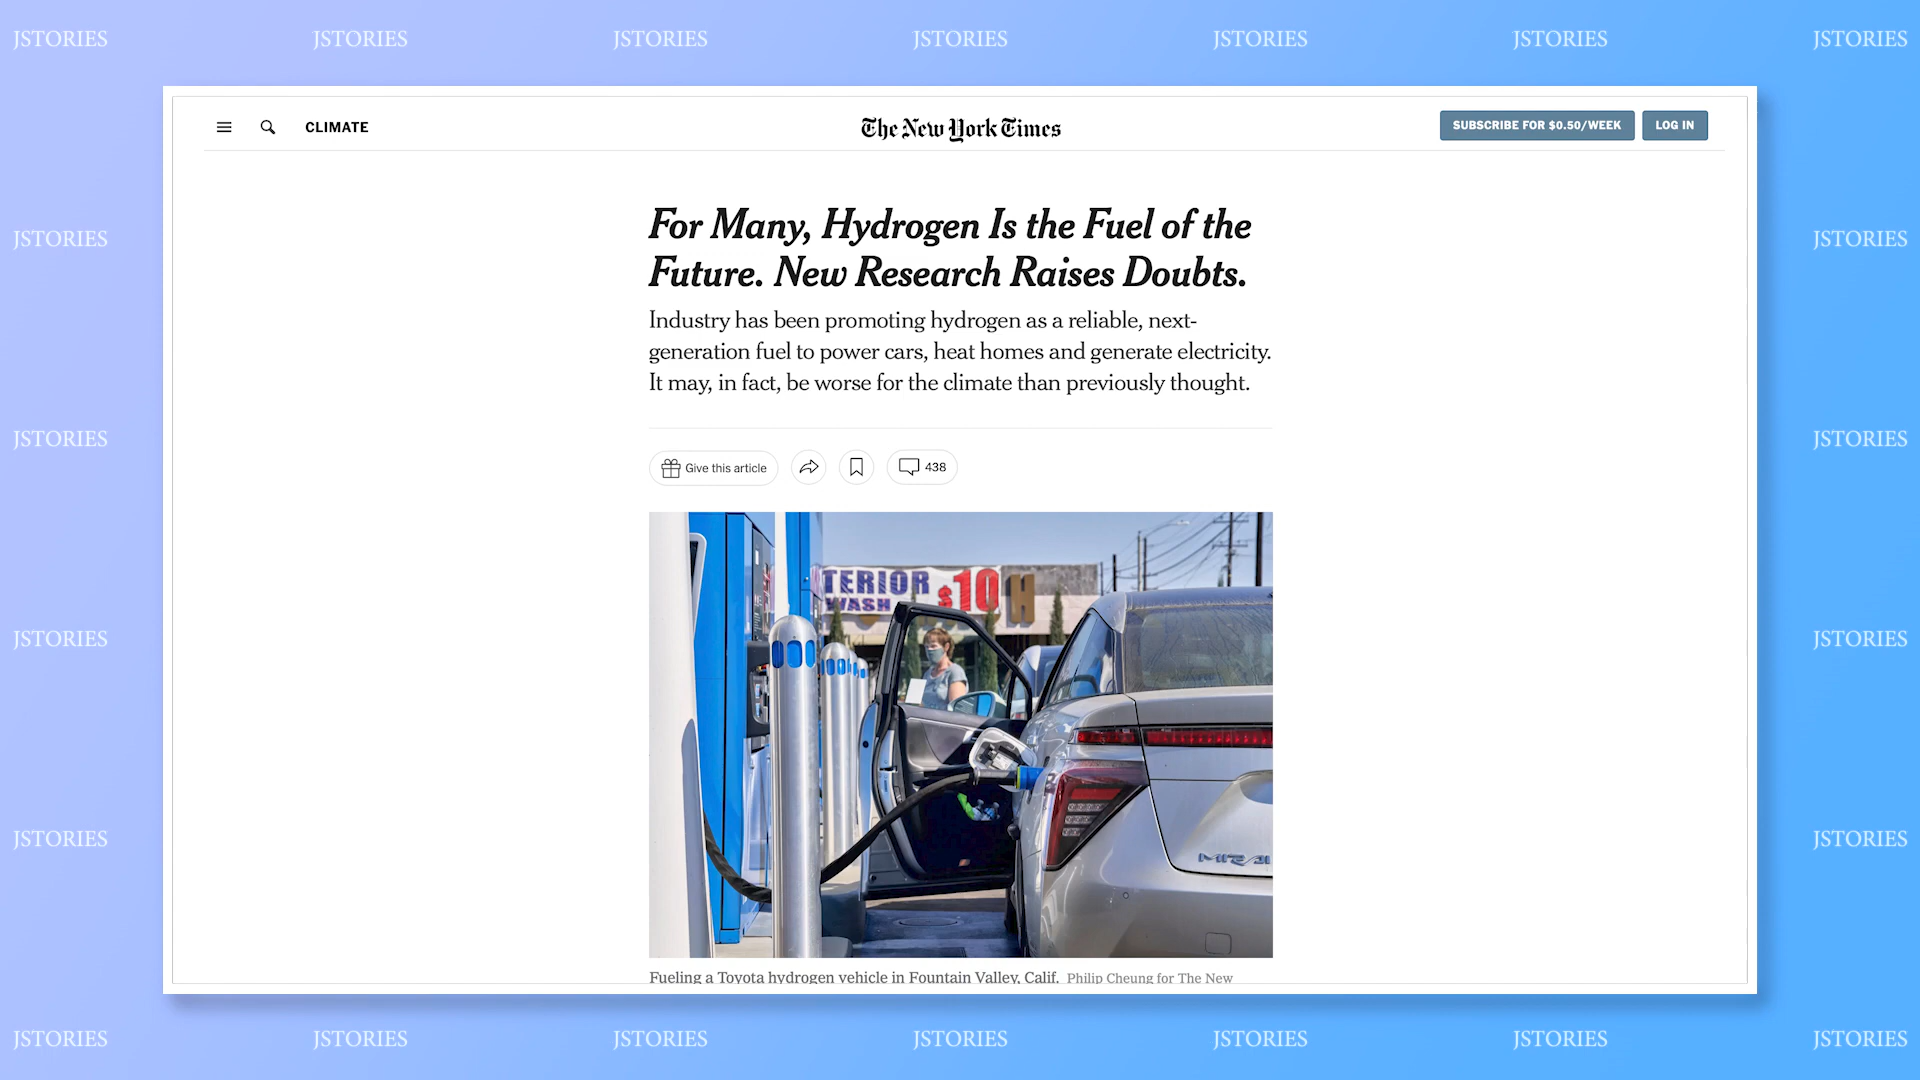 JSTORIES JSTORIES JSTORIES JSTORIES JSTORIES JSTORIES JSTORIES
CLIMATE
The New York Times
SUBSCRIBE FOR $0.50/WEEK
LOG IN
For Many, Hydrogen Is the Fuel of the
Future. New Research Raises Doubts.
JSTORIES JSTORIES
Industry has been promoting hydrogen as a reliable, next-
generation fuel to power cars, heat homes and generate electricity.
It may, in fact, be worse for the climate than previously thought.
JSTORIES JSTORIES
Give this article
438
TERIOR $10 H
WASH
JSTORIES JSTORIES
JSTORIES JSTORIES
MIRAI
Fueling a Toyota hydrogen vehicle in Fountain Valley, Calif. Philip Cheung for The New
JSTORIES JSTORIES JSTORIES JSTORIES JSTORIES JSTORIES JSTORIES